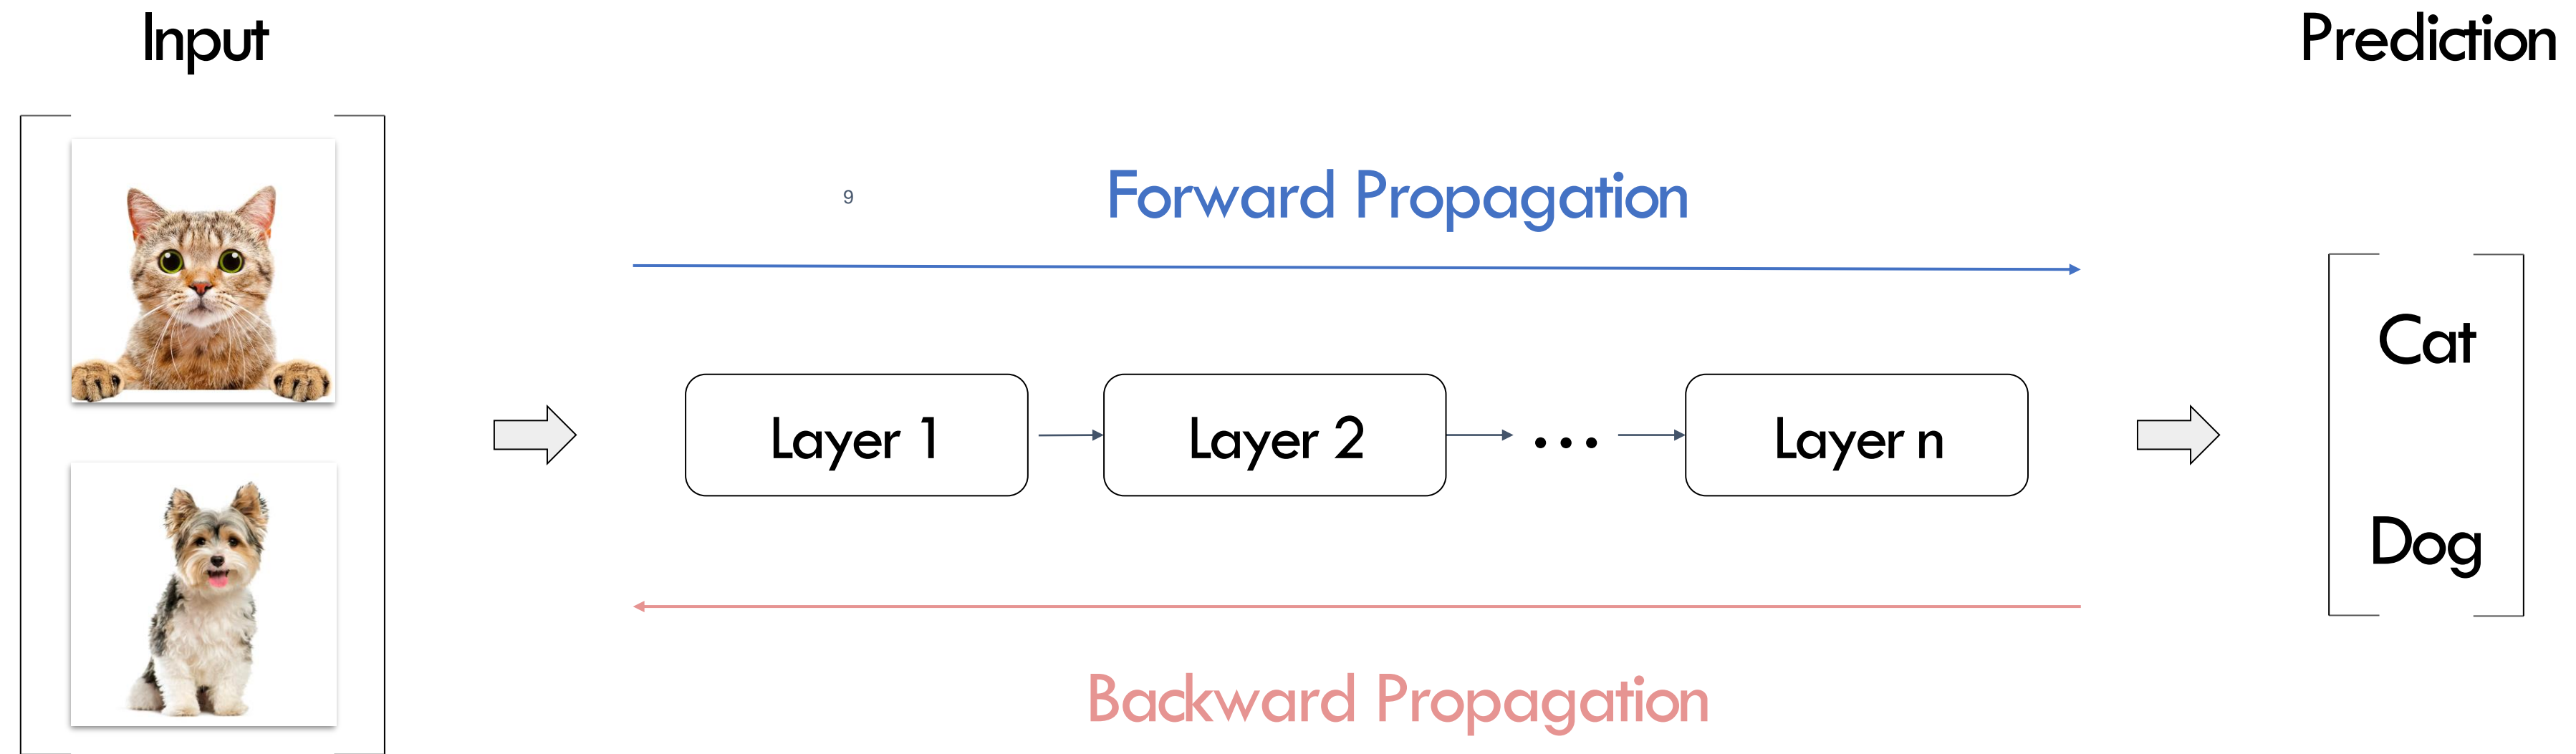 Input
Prediction
9
Forward Propagation
Layer 1
Layer 2
...
Layer n
Cat
Dog
Backward Propagation